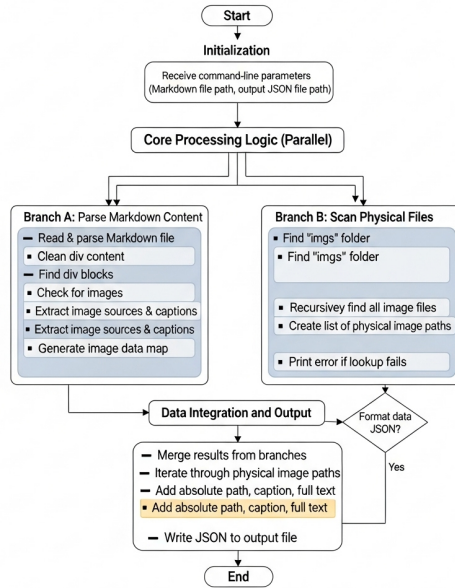 Start
Initialization
Receive command-line parameters
(Markdown file path, output JSON file path)
Core Processing Logic (Parallel)
Branch A: Parse Markdown Content
Read & parse Markdown file
Clean div content
Find div blocks
Check for images
Extract image sources & captions
Extract image sources & captions
Generate image data map
Branch B: Scan Physical Files
Find "imgs" folder
Find "imgs" folder
Recursivey find all image files
Create list of physical image paths
Print error if lookup fails
Data Integration and Output
Format data
JSON?
Yes
Merge results from branches
Iterate through physical image paths
Add absolute path, caption, full text
Add absolute path, caption, full text
Write JSON to output file
End